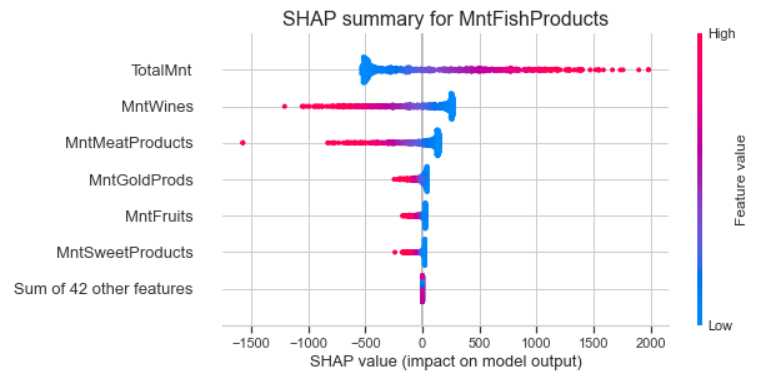 SHAP summary for MntFishProducts
High
TotalMnt
MntWines
MntMeatProducts
MntGoldProds
MntFruits
MntSweetProducts
Sum of 42 other features
Feature value
Low
−1500 −1000 −500 0 500 1000 1500 2000
SHAP value (impact on model output)